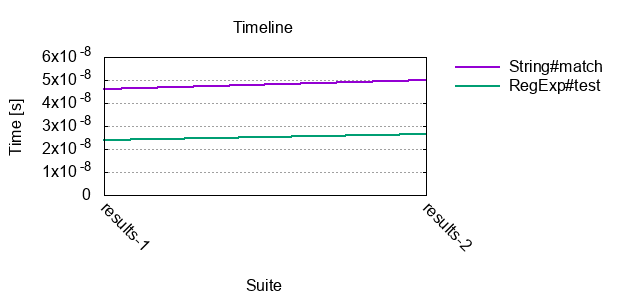 Timeline
6x10-8
5x10-8
4x10-8
3x10-8
2x10-8
1x10-8
0
Time [s]
results-1
results-2
Suite
String#match
RegExp#test